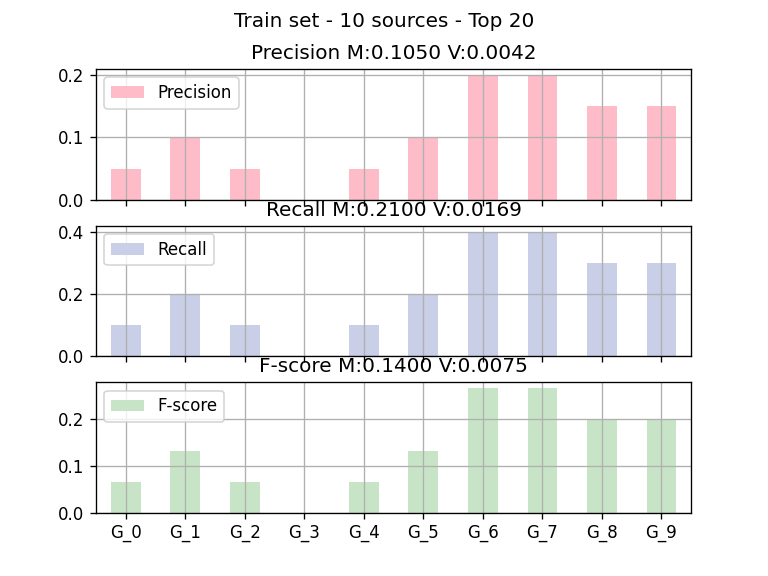 Train set - 10 sources - Top 20
Precision M:0.1050 V:0.0042
0.2
0.1
0.0
Precision
Recall M:0.2100 V:0.0169
0.4
0.2
0.0
Recall
F-score M:0.1400 V:0.0075
0.2
0.1
0.0
F-score
G_0 G_1 G_2 G_3 G_4 G_5 G_6 G_7 G_8 G_9